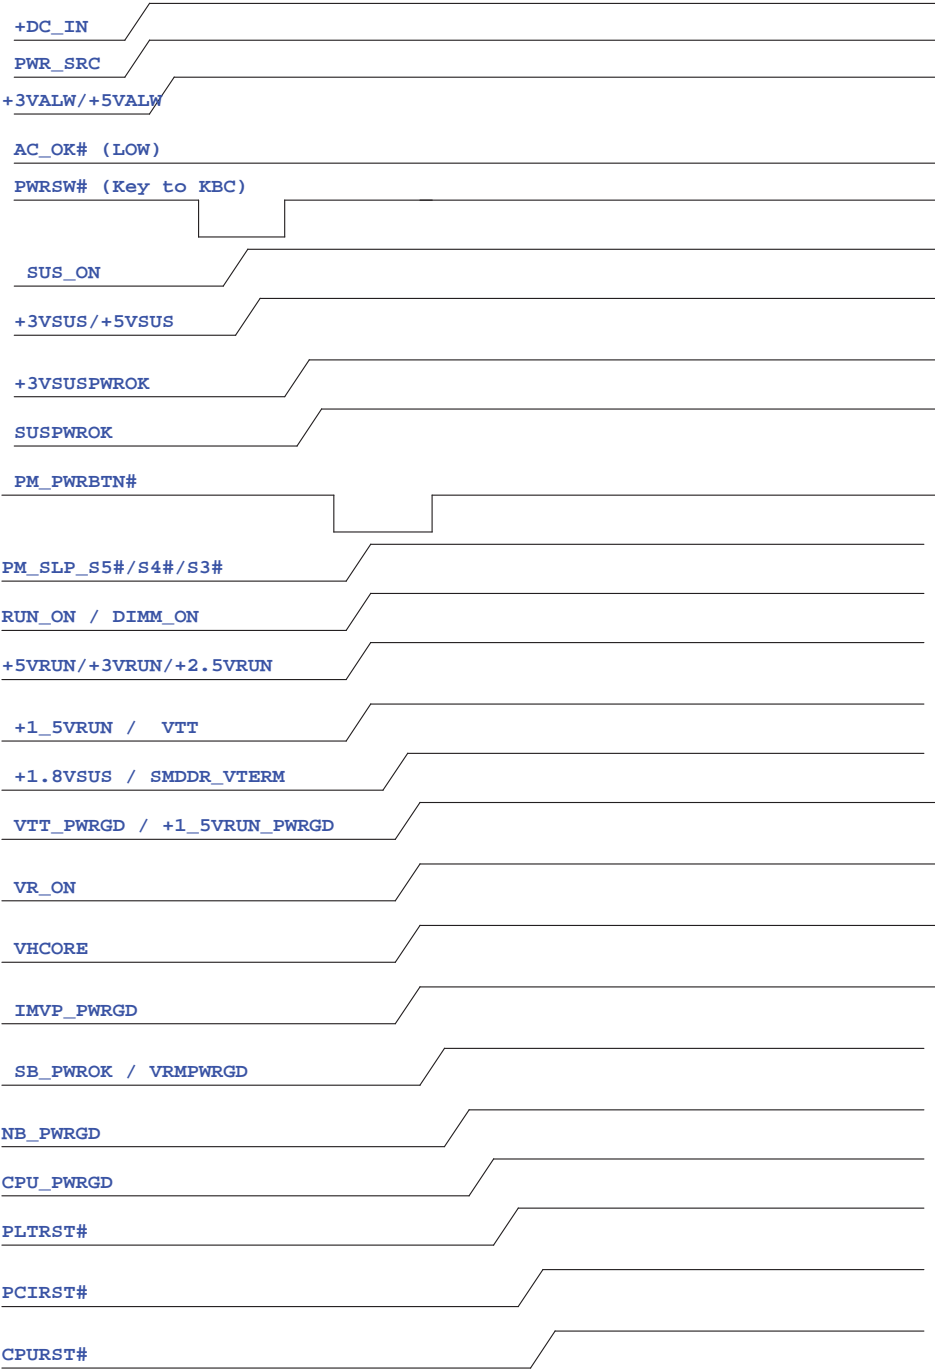 +DC_IN
PWR_SRC
+3VALW/+5VALW
AC_OK# (LOW)
PWRSW# (Key to KBC)
SUS_ON
+3VSUS/+5VSUS
+3VSUSPWROK
SUSPWROK
PM_PWRBTN#
PM_SLP_S5#/S4#/S3#
RUN_ON / DIMM_ON
+5VRUN/+3VRUN/+2.5VRUN
+1_5VRUN / VTT
+1.8VSUS / SMDDR_VTERM
VTT_PWRGD / +1_5VRUN_PWRGD
VR_ON
VHCORE
IMVP_PWRGD
SB_PWROK / VRMPWRGD
NB_PWRGD
CPU_PWRGD
PLTRST#
PCIRST#
CPURST#